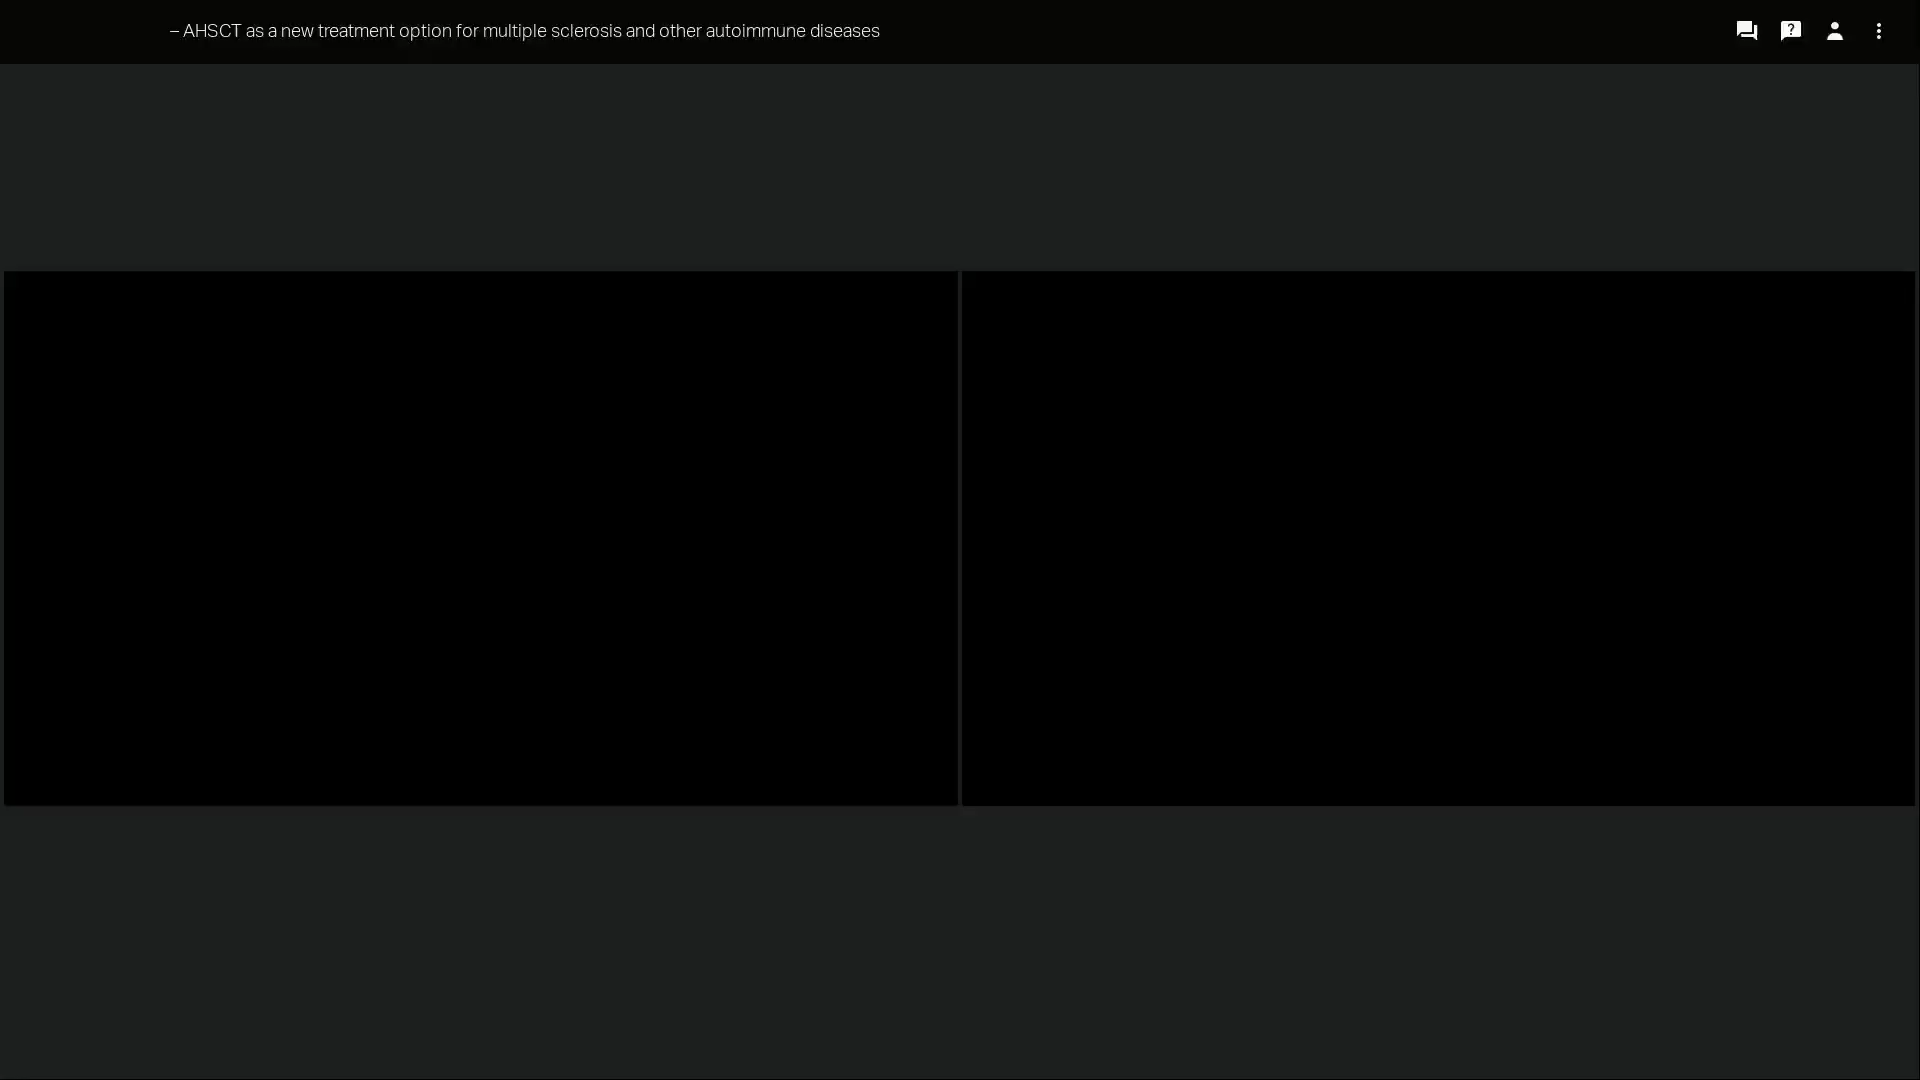 – AHSCT as a new treatment option for multiple sclerosis and other autoimmune diseases
?